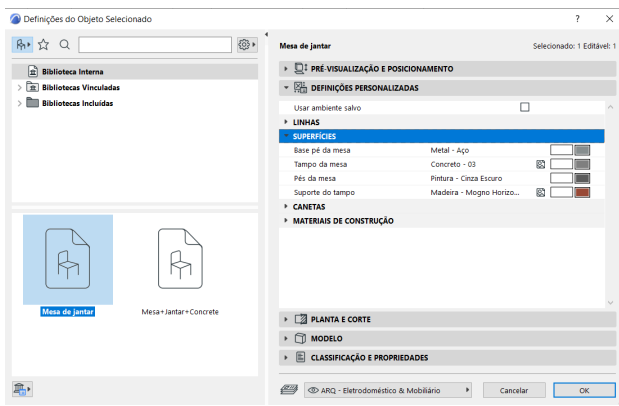 Definições do Objeto Selecionado
?
Biblioteca Interna
Bibliotecas Vinculadas
Bibliotecas Incluídas
Mesa de jantar
Mesa+Jantar+Concrete
Mesa de jantar
Selecionado: 1 Editável: 1
PRÉ-VISUALIZAÇÃO E POSICIONAMENTO
DEFINIÇÕES PERSONALIZADAS
Usar ambiente salvo
LINHAS
SUPERFÍCIES
Base pé da mesa Metal - Aço
Tampo da mesa Concreto - 03
Pés da mesa Pintura - Cinza Escuro
Suporte do tampo Madeira - Mogno Horizo...
CANETAS
MATERIAIS DE CONSTRUÇÃO
PLANTA E CORTE
MODELO
CLASSIFICAÇÃO E PROPRIEDADES
ARQ - Eletrodoméstico & Mobiliário
Cancelar
OK